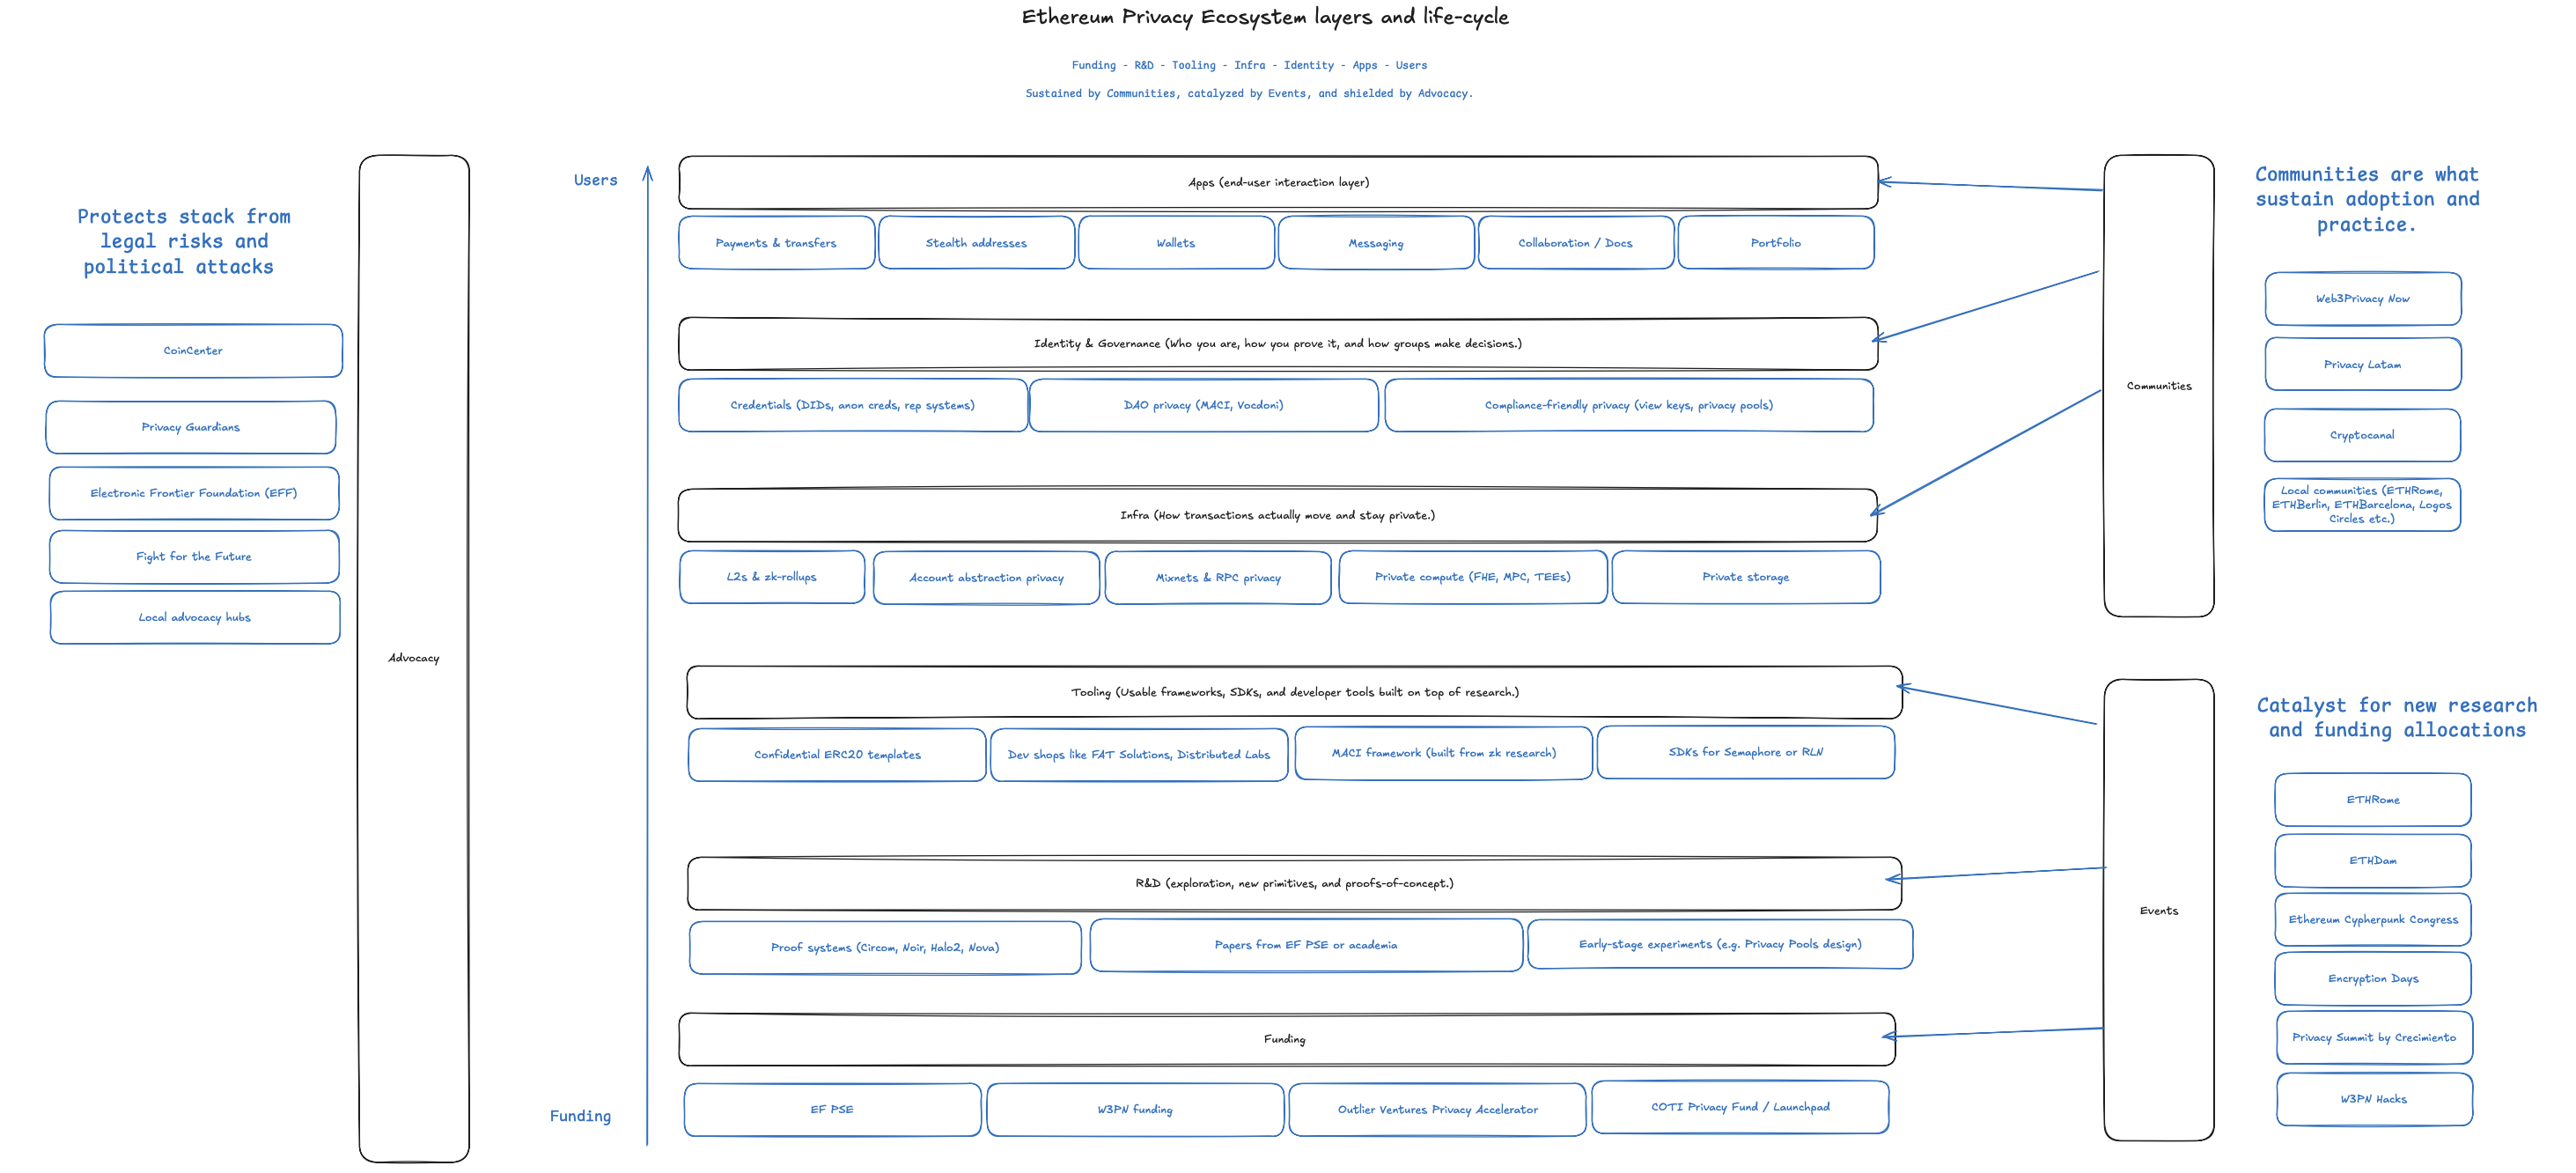 Ethereum Privacy Ecosystem layers and life-cycle
Funding - R&D - Tooling - Infra - Identity - Apps - Users
Sustained by Communities, catalyzed by Events, and shielded by Advocacy.
Protects stack from
legal risks and
political attacks
CoinCenter
Privacy Guardians
Electronic Frontier Foundation (EFF)
Fight for the Future
Local advocacy hubs
Advocacy
Users
Funding
Apps (end-user interaction layer)
Payments & transfers
Stealth addresses
Wallets
Messaging
Collaboration / Docs
Portfolio
Identity & Governance (Who you are, how you prove it, and how groups make decisions.)
Credentials (DIDs, anon creds, rep systems)
DAO privacy (MACI, Vocdoni)
Compliance-friendly privacy (view keys, privacy pools)
Infra (How transactions actually move and stay private.)
L2s & zk-rollups
Account abstraction privacy
Mixnets & RPC privacy
Private compute (FHE, MPC, TEEs)
Private storage
Tooling (Usable frameworks, SDKs, and developer tools built on top of research.)
Confidential ERC20 templates
Dev shops like FAT Solutions, Distributed Labs
MACI framework (built from zk research)
SDKs for Semaphore or RLN
R&D (exploration, new primitives, and proofs-of-concept.)
Proof systems (Circom, Noir, Halo2, Nova)
Papers from EF PSE or academia
Early-stage experiments (e.g. Privacy Pools design)
Funding
EF PSE
W3PN funding
Outlier Ventures Privacy Accelerator
COTI Privacy Fund / Launchpad
Communities
Communities are what
sustain adoption and
practice.
Web3Privacy Now
Privacy Latam
Cryptocanal
Local communities (ETHRome,
ETHBerlin, ETHBarcelona, Logos
Circles etc.)
Events
Catalyst for new research
and funding allocations
ETHRome
ETHDam
Ethereum Cypherpunk Congress
Encryption Days
Privacy Summit by Crecimiento
W3PN Hacks